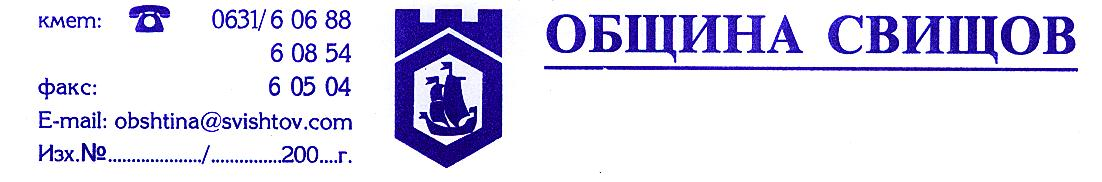 кмет: ☎ 0631/6 06 88
6 08 54
факс: 6 05 04
E-mail: obshtina@svishtov.com
Изх.№...................../...............200....г.
ОБЩИНА СВИЩОВ